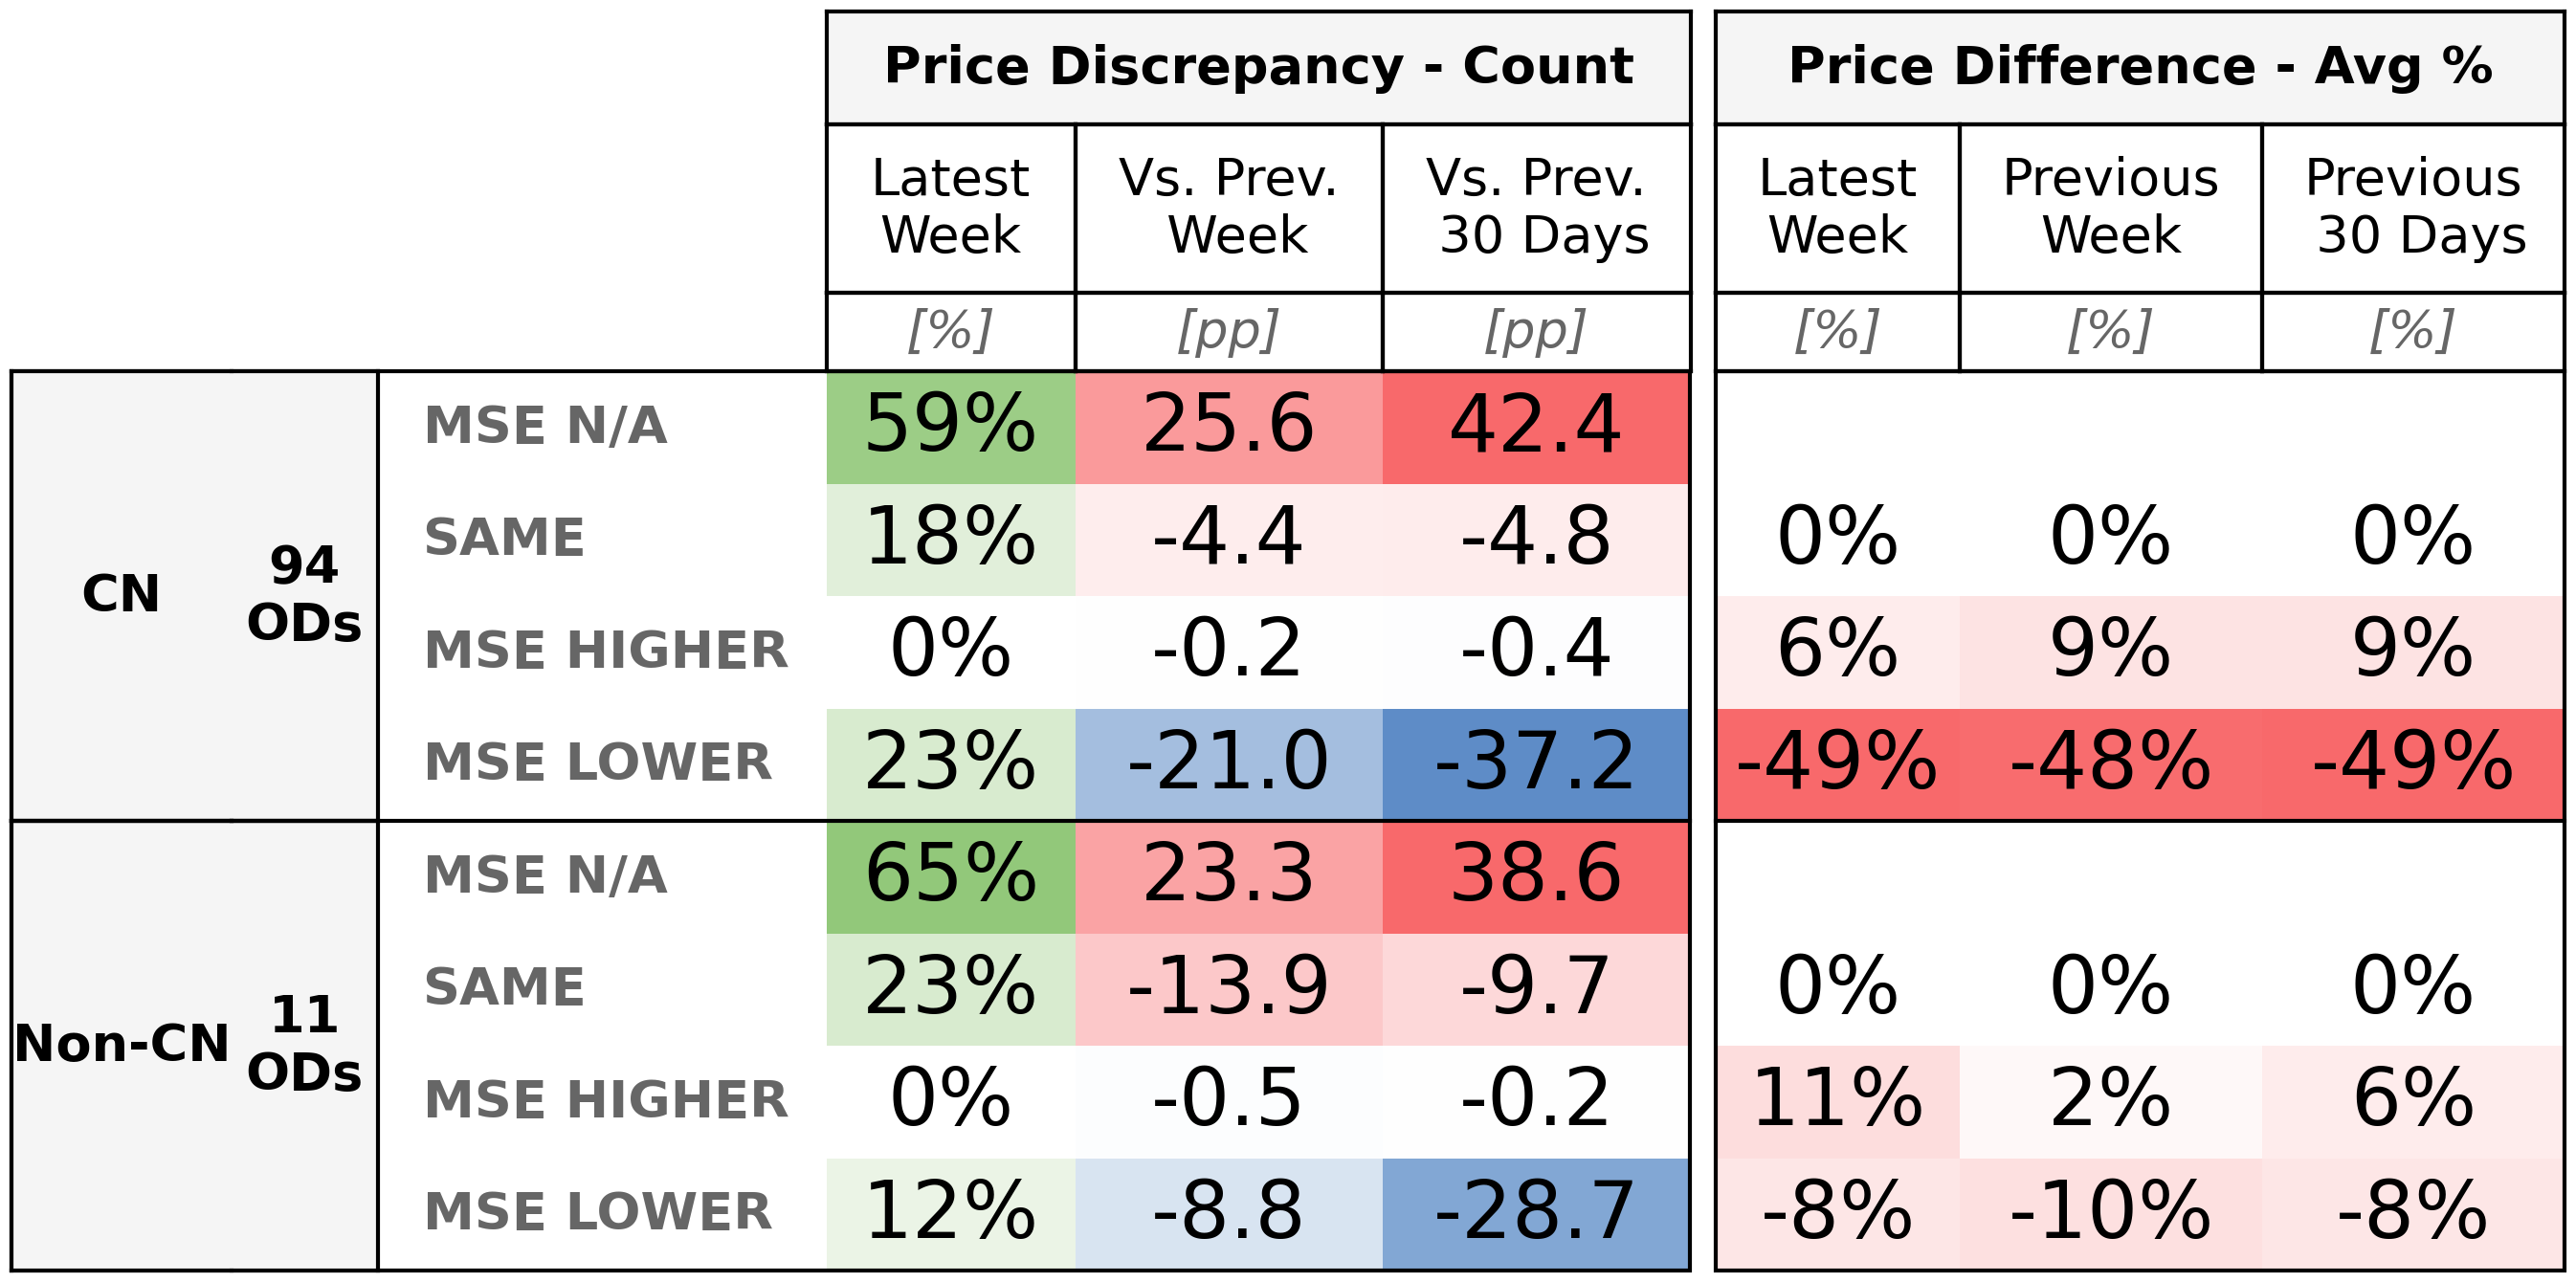 Price Discrepancy - Count Price Difference - Avg %
Latest Week Vs. Prev. Week Vs. Prev. 30 Days Latest Week Previous Week Previous 30 Days
[%] [pp] [pp] [%] [%] [%]
CN 94 ODs
MSE N/A 59% 25.6 42.4
SAME 18% -4.4 -4.8 0% 0% 0%
MSE HIGHER 0% -0.2 -0.4 6% 9% 9%
MSE LOWER 23% -21.0 -37.2 -49% -48% -49%
Non-CN 11 ODs
MSE N/A 65% 23.3 38.6
SAME 23% -13.9 -9.7 0% 0% 0%
MSE HIGHER 0% -0.5 -0.2 11% 2% 6%
MSE LOWER 12% -8.8 -28.7 -8% -10% -8%